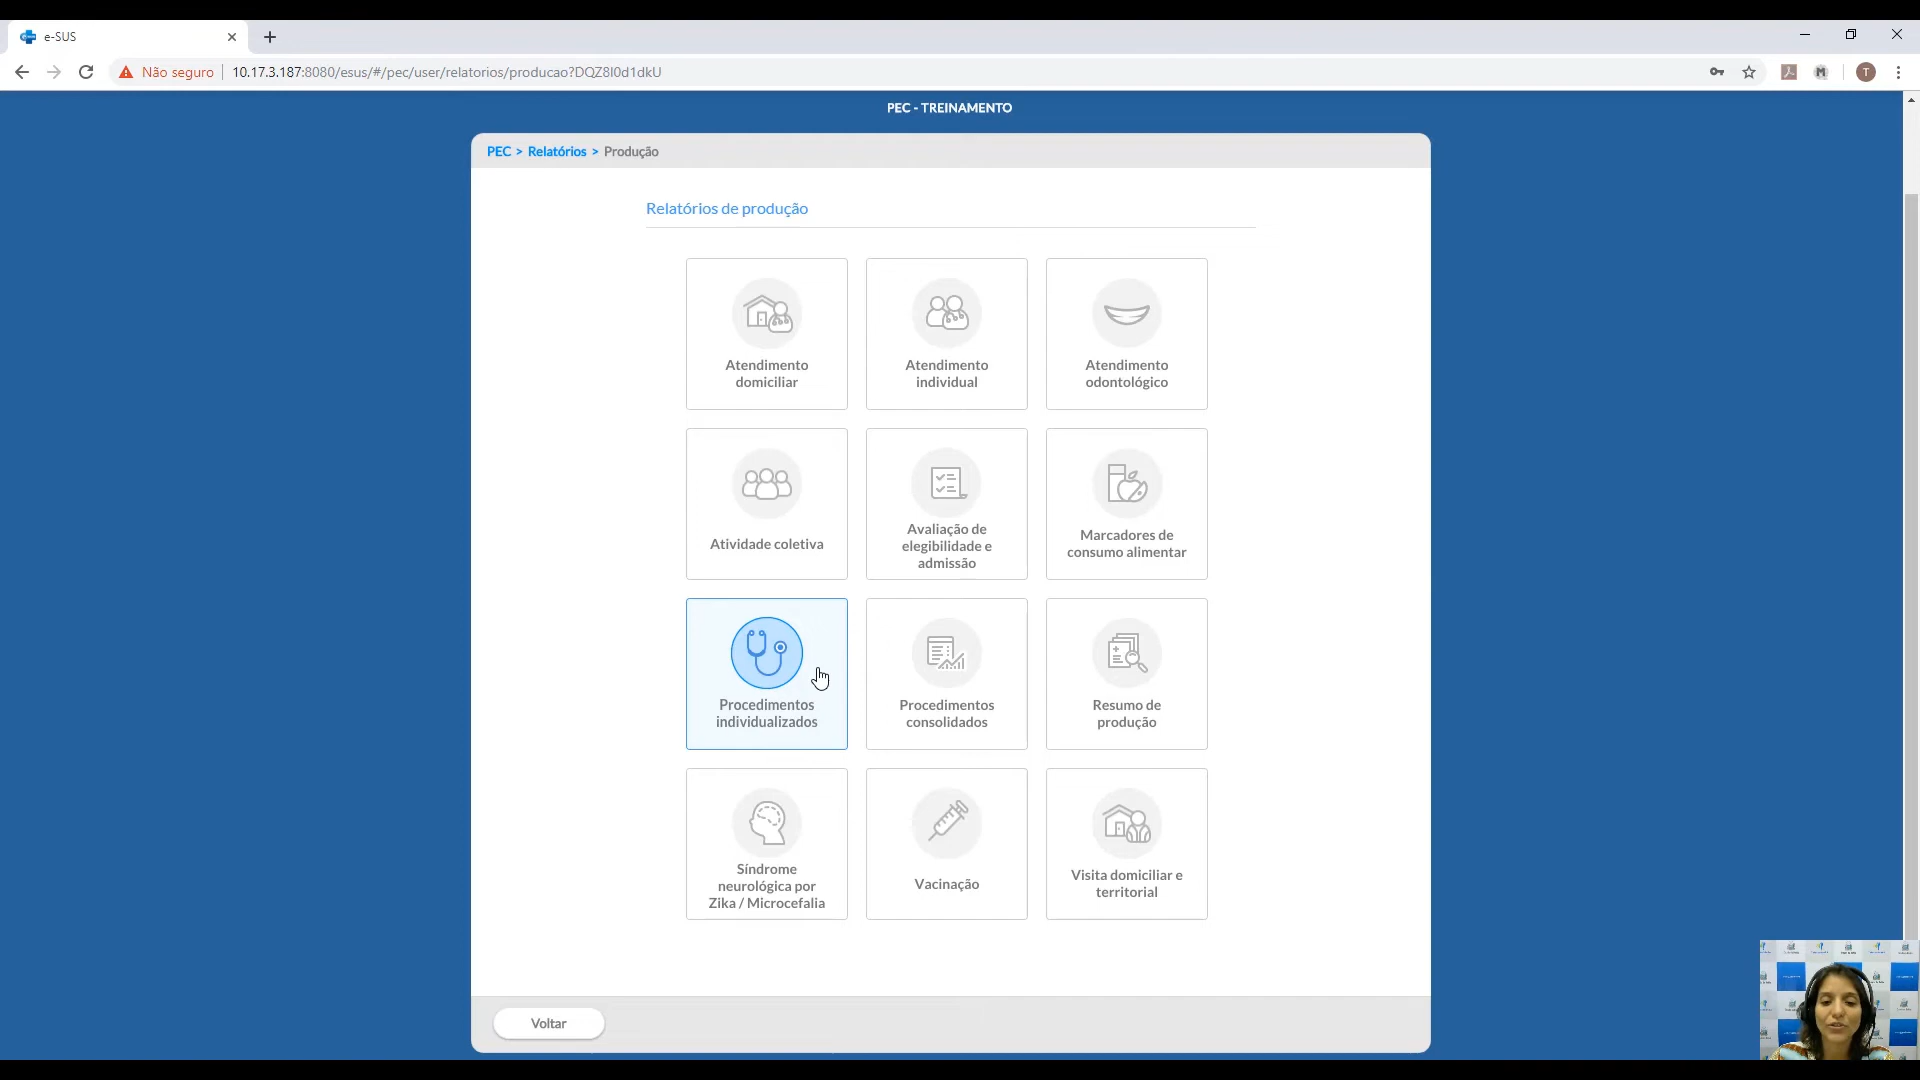 e-SUS
Não seguro
10.17.3.187:8080/esus/#/pec/user/relatorios/producao?DQZ8I0d1dkU
T
PEC - TREINAMENTO
PEC > Relatórios > Produção
Relatórios de produção
Atendimento
domiciliar
Atendimento
individual
Atendimento
odontológico
Atividade coletiva
Avaliação de
elegibilidade e
admissão
Marcadores de
consumo alimentar
Procedimentos
individualizados
Procedimentos
consolidados
Resumo de
produção
Síndrome
neurológica por
Zika / Microcefalia
Vacinação
Visita domiciliar e
territorial
Voltar